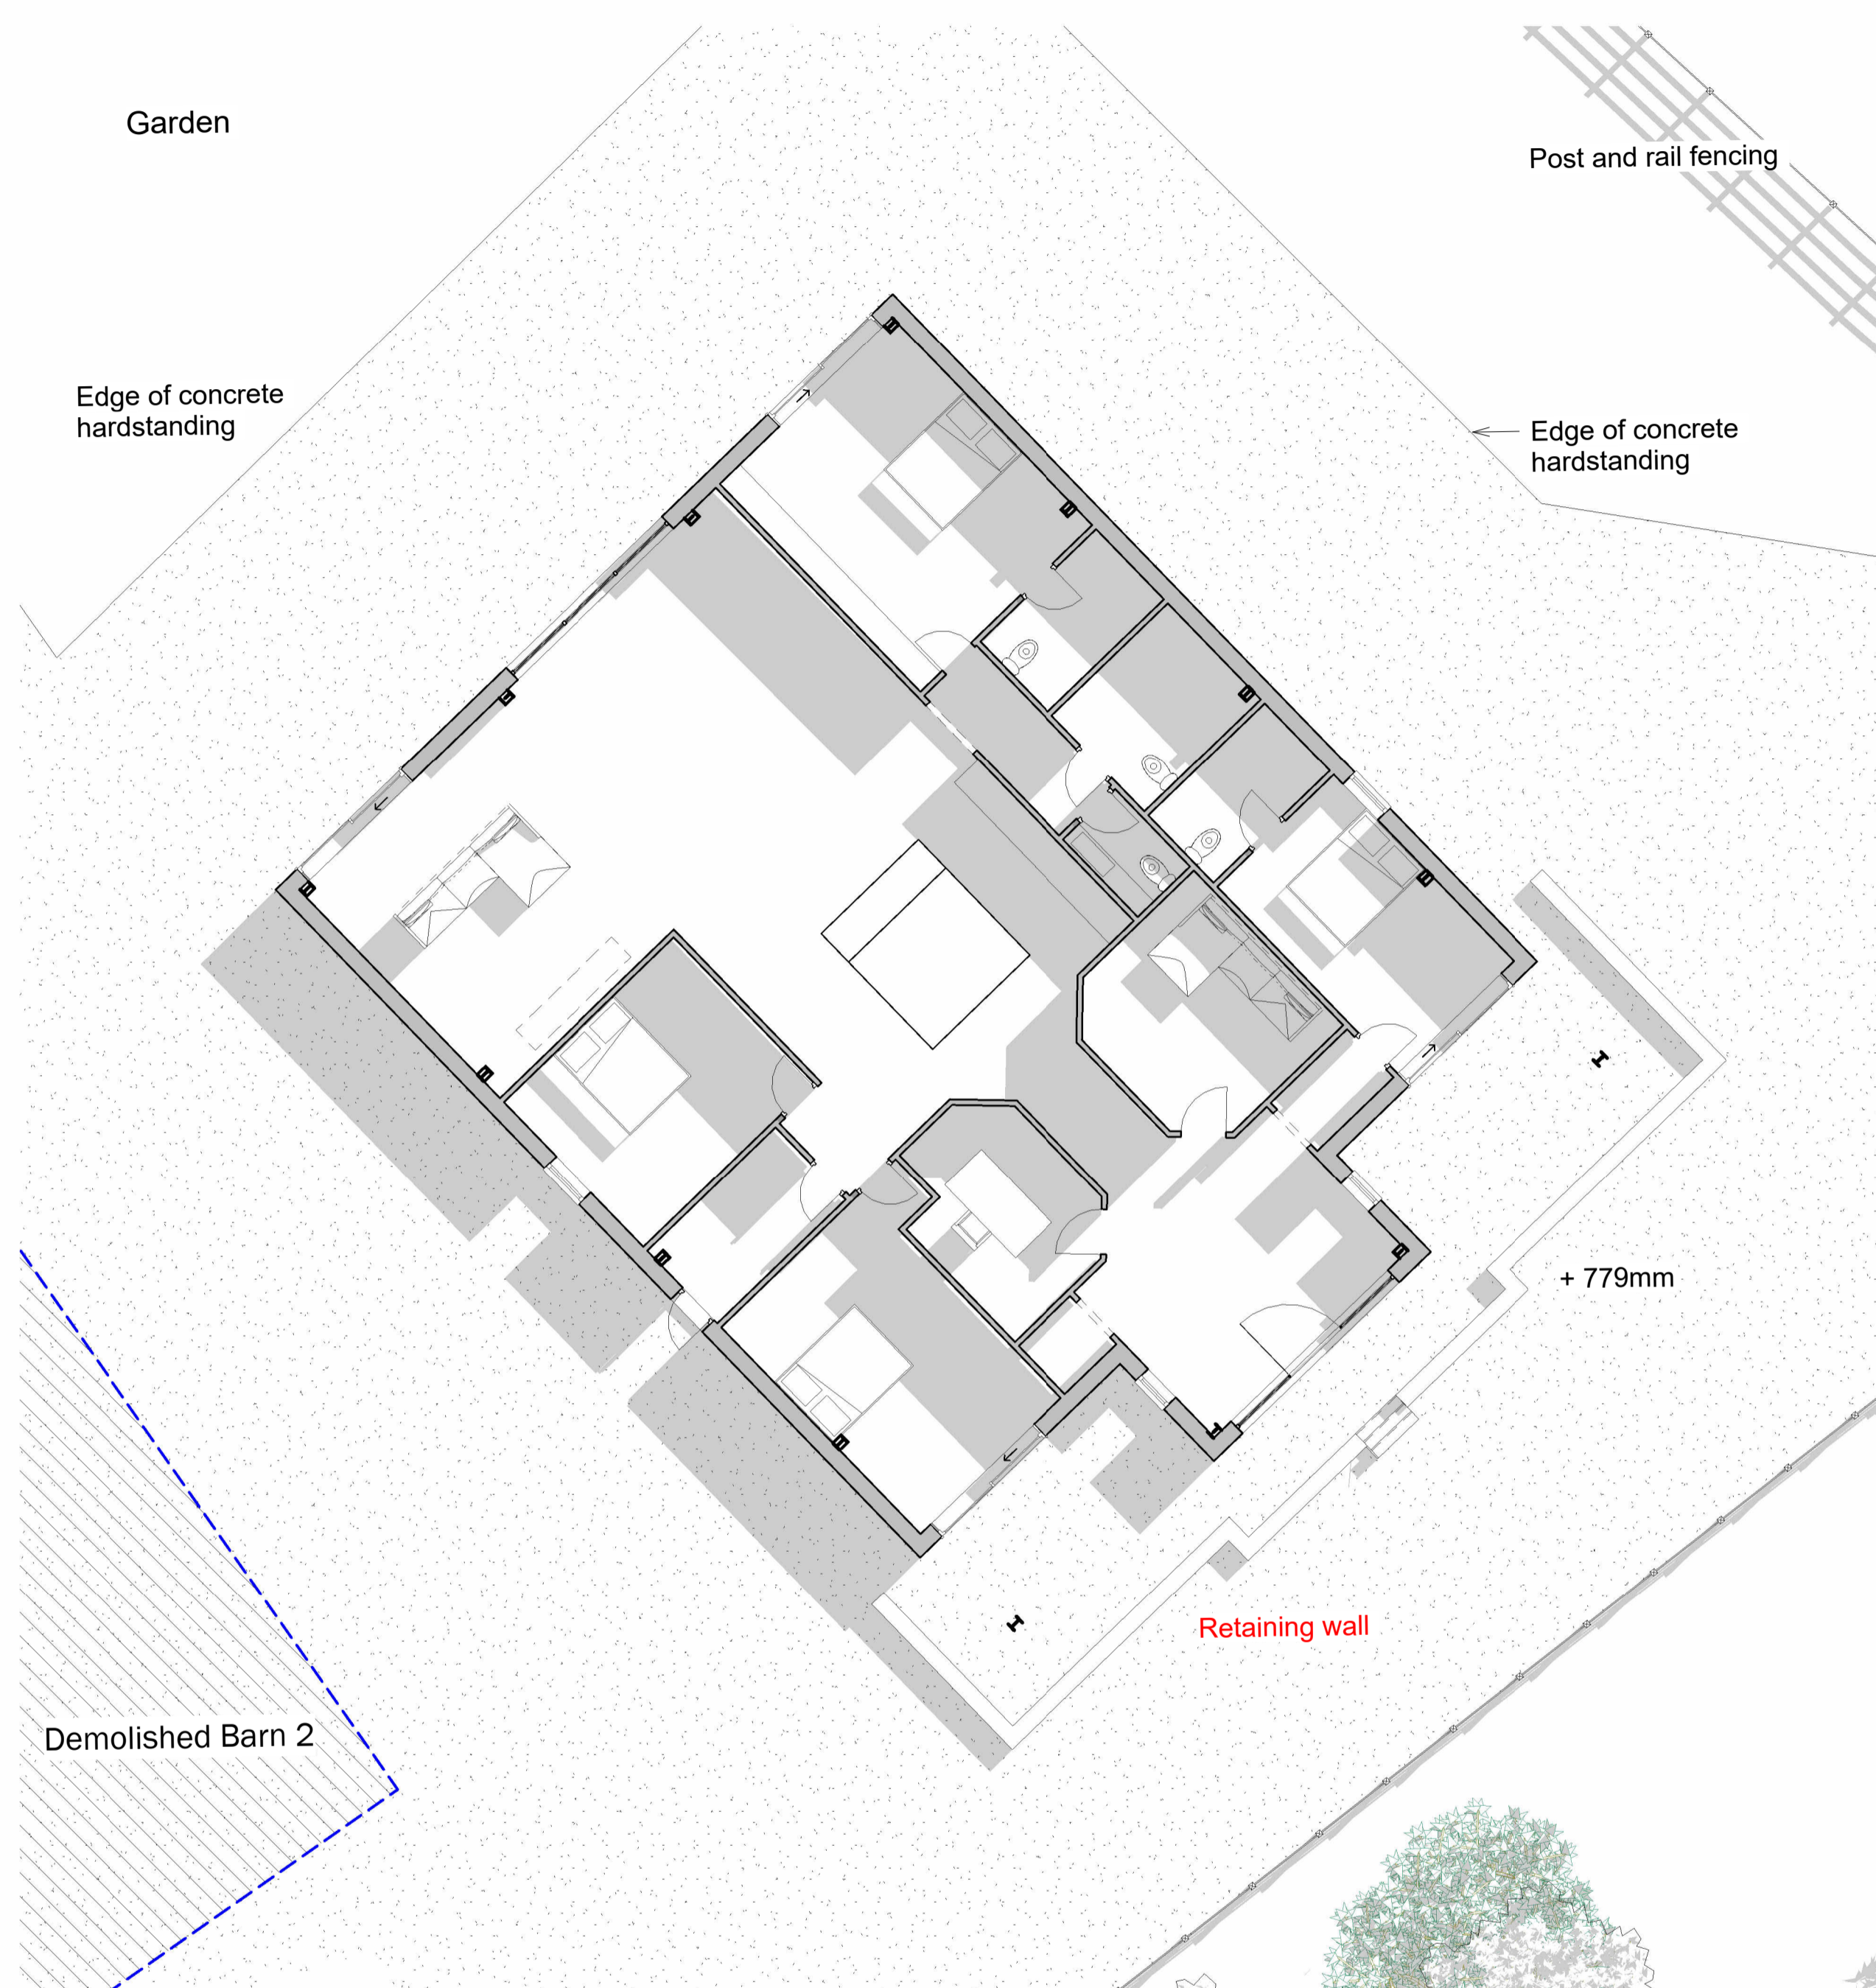 Garden
Post and rail fencing
Edge of concrete
hardstanding
Edge of concrete
hardstanding
+ 779mm
Retaining wall
Demolished Barn 2